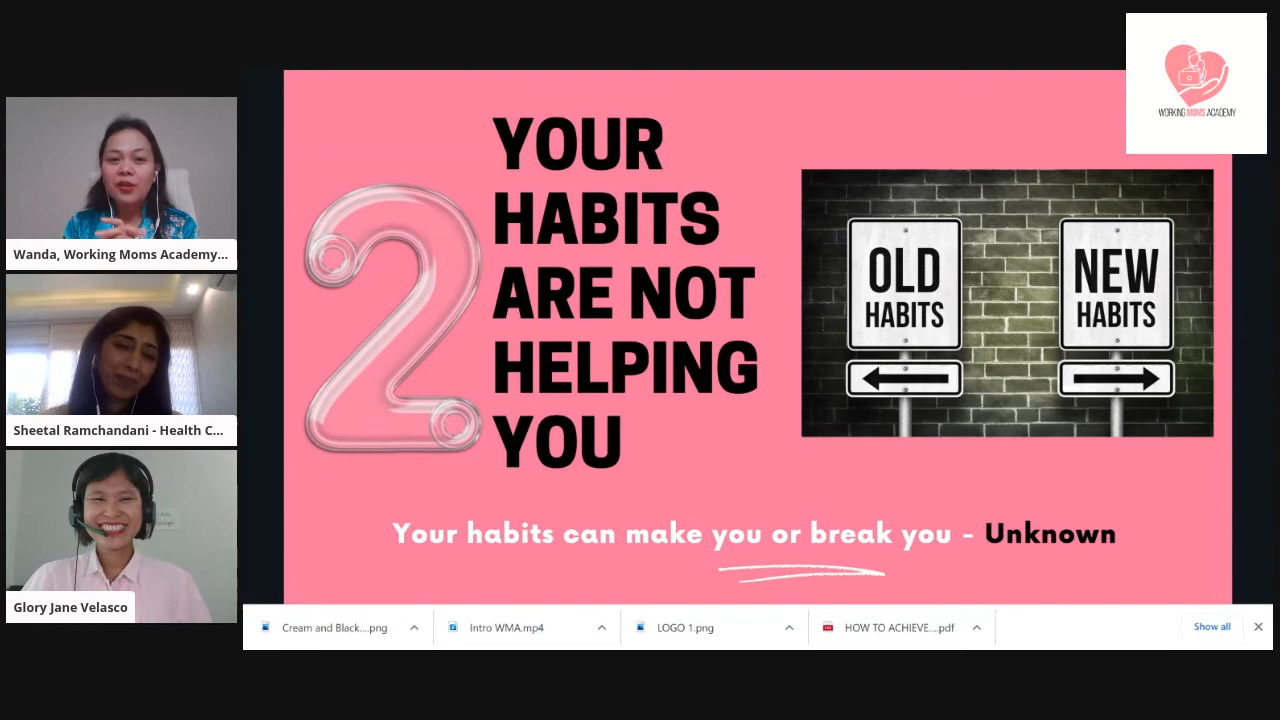 WORKING MOMS ACADEMY
Wanda, Working Moms Academy...
Sheetal Ramchandani - Health C...
Glory Jane Velasco
2
YOUR
HABITS
ARE NOT
HELPING
YOU
OLD
HABITS
NEW
HABITS
Your habits can make you or break you - Unknown
Cream and Black....png
Intro WMA.mp4
LOGO 1.png
HOW TO ACHIEVE....pdf
Show all